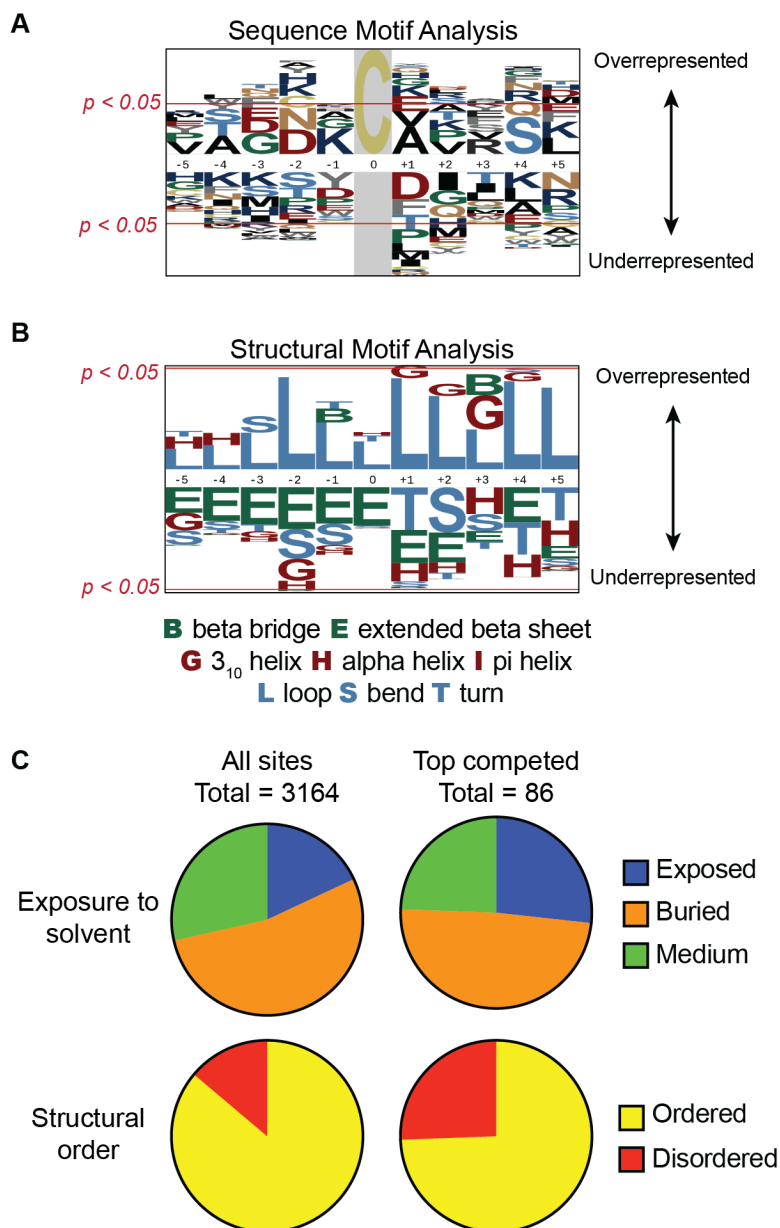 A
Sequence Motif Analysis
Overrepresented
p < 0.05
C
-5 -4 -3 -2 -1 0 +1 +2 +3 +4 +5
p < 0.05
Underrepresented
B
Structural Motif Analysis
p < 0.05
Overrepresented
-5 -4 -3 -2 -1 0 +1 +2 +3 +4 +5
p < 0.05
Underrepresented
B beta bridge E extended beta sheet
G 3₁₀ helix H alpha helix I pi helix
L loop S bend T turn
C
All sites
Total = 3164
Top competed
Total = 86
Exposure to
solvent
Exposed
Buried
Medium
Structural
order
Ordered
Disordered